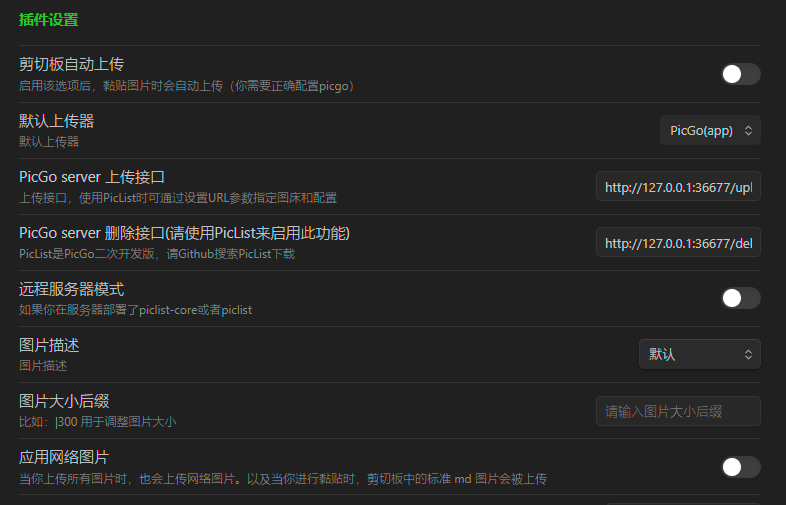 插件设置
剪切板自动上传
启用该选项后，黏贴图片时会自动上传（你需要正确配置picgo）
默认上传器
默认上传器
PicGo(app)
PicGo server 上传接口
上传接口，使用PicList时可通过设置URL参数指定图床和配置
http://127.0.0.1:36677/upl
PicGo server 删除接口(请使用PicList来启用此功能)
PicList是PicGo二次开发版，请Github搜索PicList下载
http://127.0.0.1:36677/del
远程服务器模式
如果你在服务器部署了piclist-core或者piclist
图片描述
图片描述
默认
图片大小后缀
比如：|300 用于调整图片大小
请输入图片大小后缀
应用网络图片
当你上传所有图片时，也会上传网络图片。以及当你进行黏贴时，剪切板中的标准 md 图片会被上传